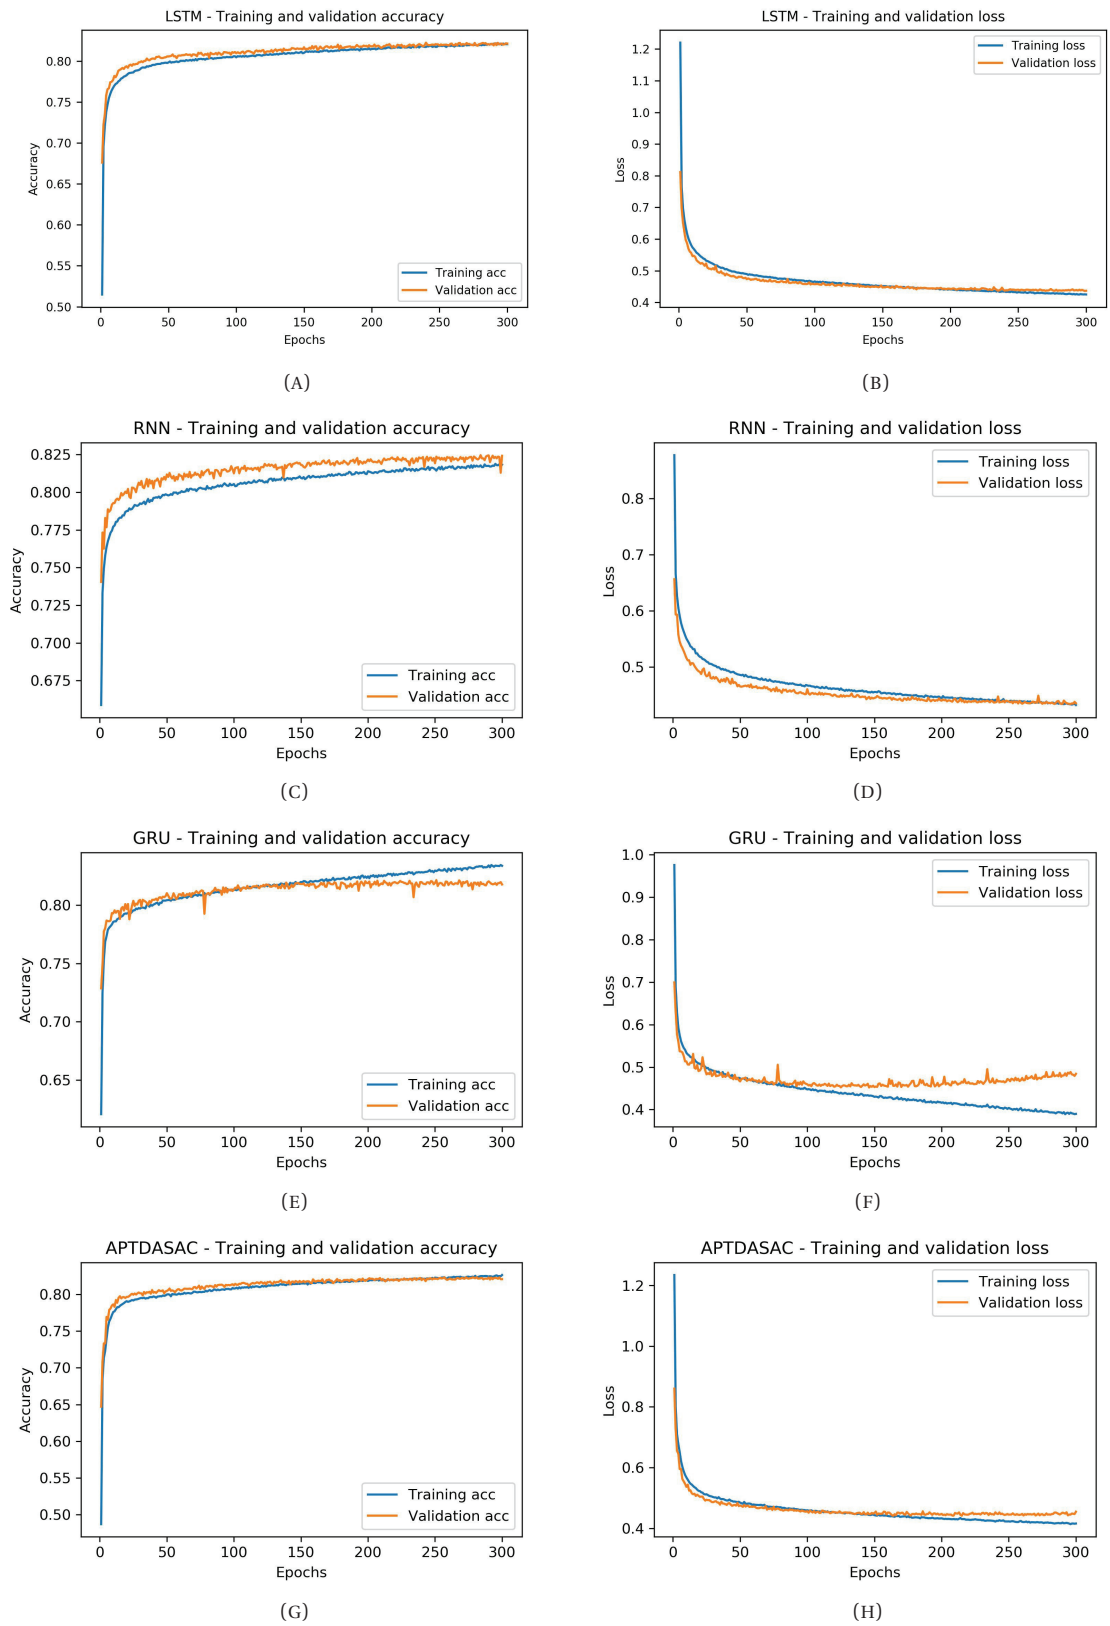 LSTM - Training and validation accuracy
0.80
0.75
0.70
0.65
0.60
0.55
0.50
Accuracy
Training acc
Validation acc
0 50 100 150 200 250 300
Epochs
(A)
LSTM - Training and validation loss
1.2
1.1
1.0
0.9
0.8
0.7
0.6
0.5
0.4
Loss
Training loss
Validation loss
0 50 100 150 200 250 300
Epochs
(B)
RNN - Training and validation accuracy
0.825
0.800
0.775
0.750
0.725
0.700
0.675
Accuracy
Training acc
Validation acc
0 50 100 150 200 250 300
Epochs
(C)
RNN - Training and validation loss
0.8
0.7
0.6
0.5
Loss
Training loss
Validation loss
0 50 100 150 200 250 300
Epochs
(D)
GRU - Training and validation accuracy
0.80
0.75
0.70
0.65
Accuracy
Training acc
Validation acc
0 50 100 150 200 250 300
Epochs
(E)
GRU - Training and validation loss
1.0
0.9
0.8
0.7
0.6
0.5
0.4
Loss
Training loss
Validation loss
0 50 100 150 200 250 300
Epochs
(F)
APTDASAC - Training and validation accuracy
0.80
0.75
0.70
0.65
0.60
0.55
0.50
Accuracy
Training acc
Validation acc
0 50 100 150 200 250 300
Epochs
(G)
APTDASAC - Training and validation loss
1.2
1.0
0.8
0.6
0.4
Loss
Training loss
Validation loss
0 50 100 150 200 250 300
Epochs
(H)